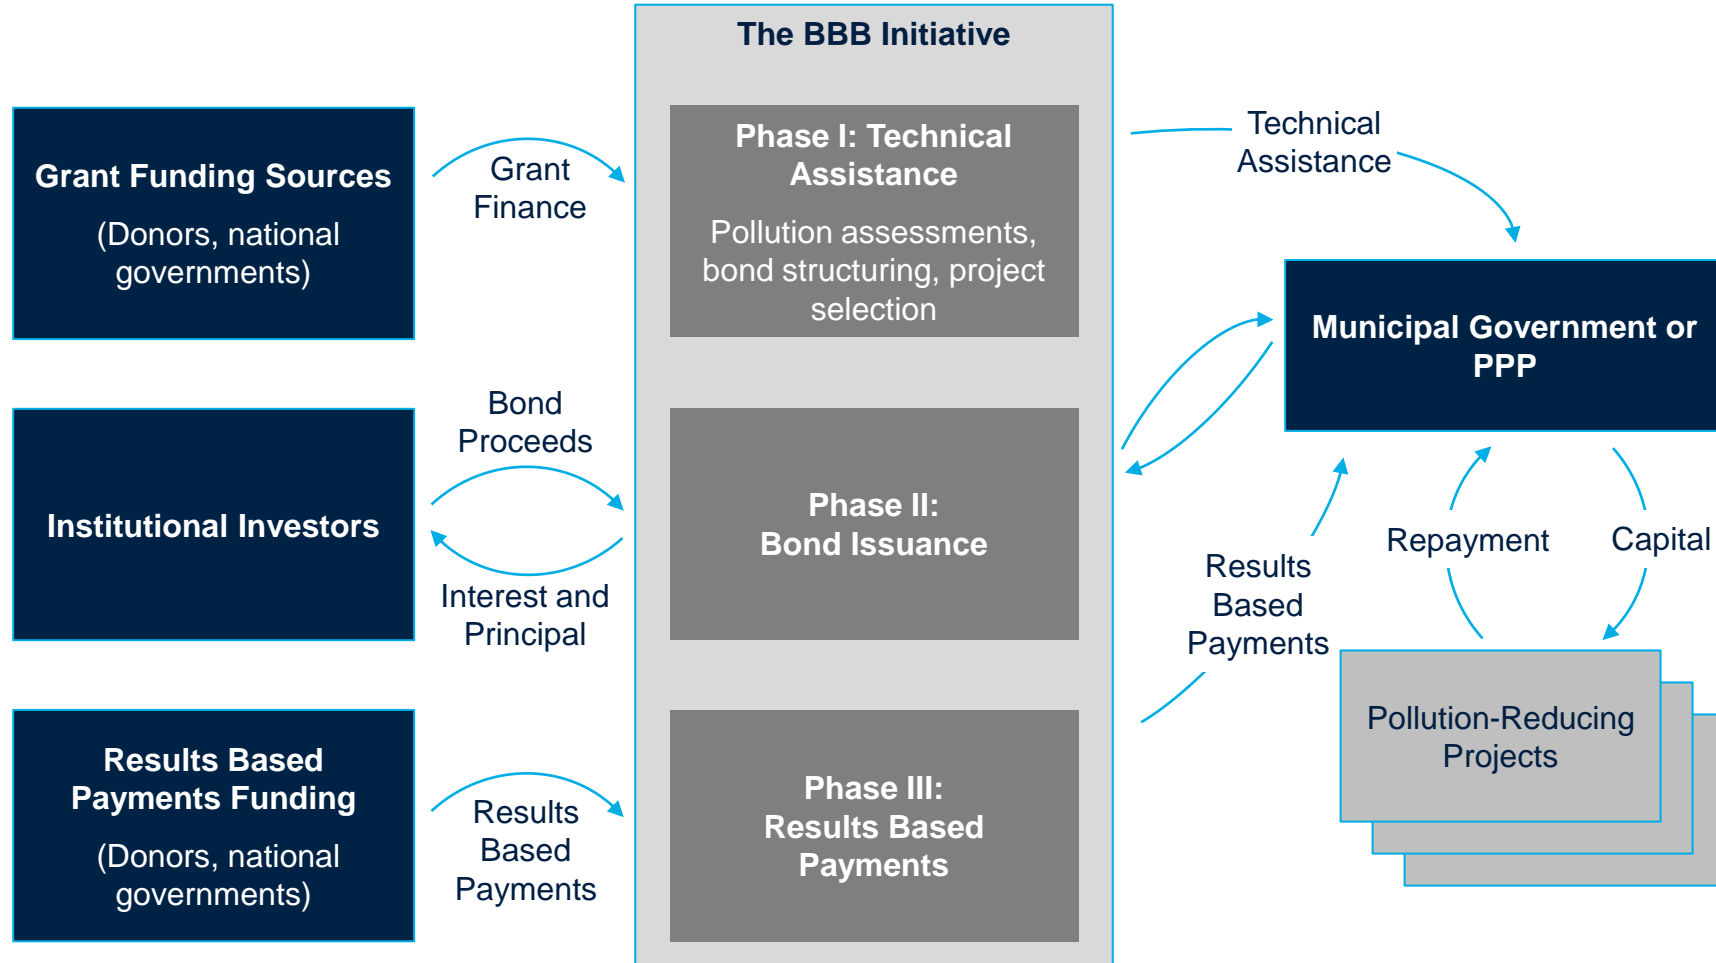 The BBB Initiative
Grant Funding Sources
(Donors, national
governments)
Grant
Finance
Phase I: Technical
Assistance
Pollution assessments,
bond structuring, project
selection
Technical
Assistance
Municipal Government or
PPP
Institutional Investors
Bond
Proceeds
Interest and
Principal
Phase II:
Bond Issuance
Repayment
Capital
Results
Based
Payments
Pollution-Reducing
Projects
Results Based
Payments Funding
(Donors, national
governments)
Results
Based
Payments
Phase III:
Results Based
Payments